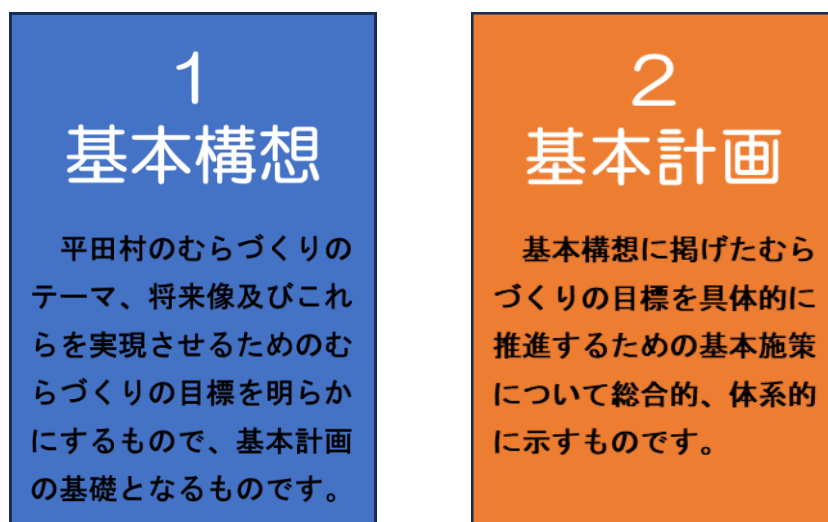 1
基本構想
平田村のむらづくりの
テーマ、将来像及びこれ
らを実現させるためのむ
らづくりの目標を明らか
にするもので、基本計画
の基礎となるものです。
2
基本計画
基本構想に掲げたむら
づくりの目標を具体的に
推進するための基本施策
について総合的、体系的
に示すものです。